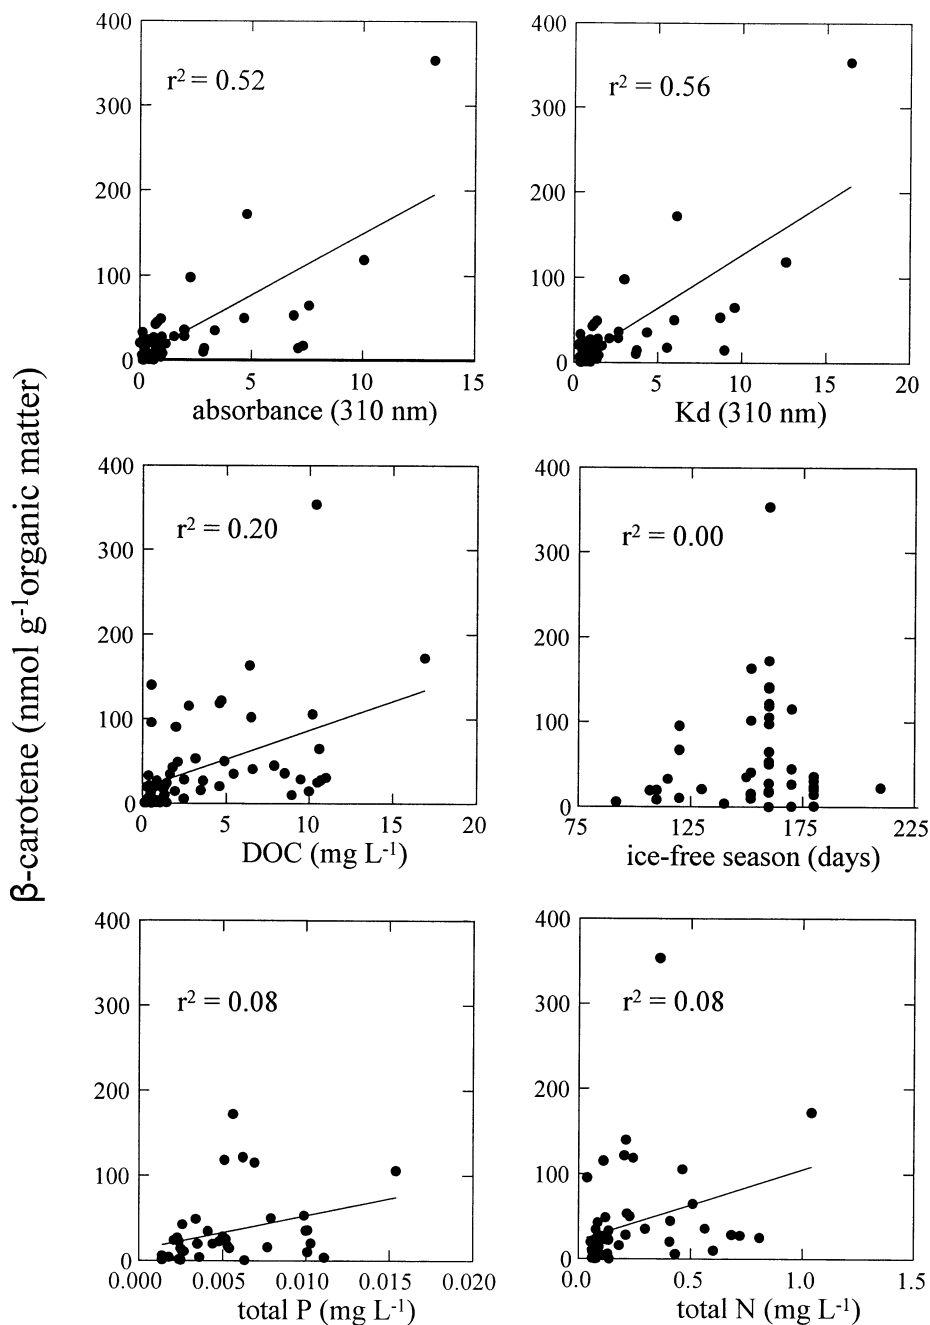 β-carotene (nmol g⁻¹organic matter)
400
300
200
100
0
r² = 0.52
0 5 10 15
absorbance (310 nm)
400
300
200
100
0
r² = 0.56
0 5 10 15 20
Kd (310 nm)
400
300
200
100
0
r² = 0.20
0 5 10 15 20
DOC (mg L⁻¹)
400
300
200
100
0
r² = 0.00
75 125 175 225
ice-free season (days)
400
300
200
100
0
r² = 0.08
0.000 0.005 0.010 0.015 0.020
total P (mg L⁻¹)
400
300
200
100
0
r² = 0.08
0.0 0.5 1.0 1.5
total N (mg L⁻¹)